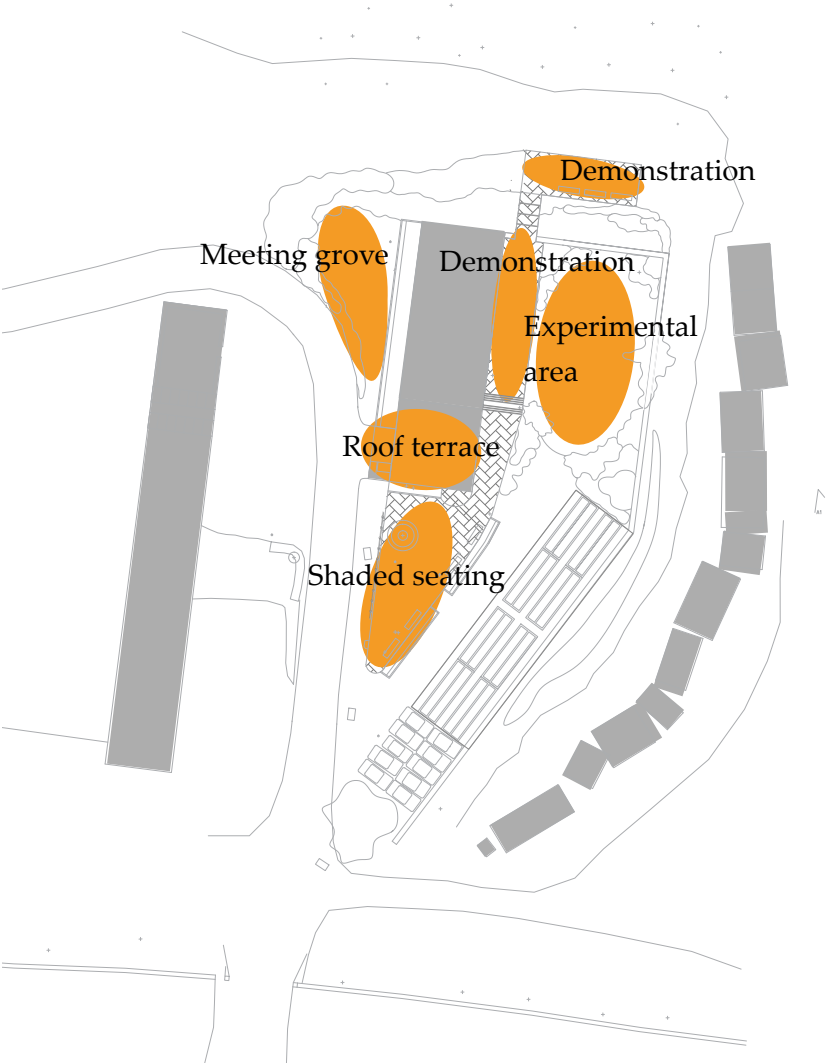 Demonstration
Meeting grove
Demonstration
Experimental
area
Roof terrace
Shaded seating